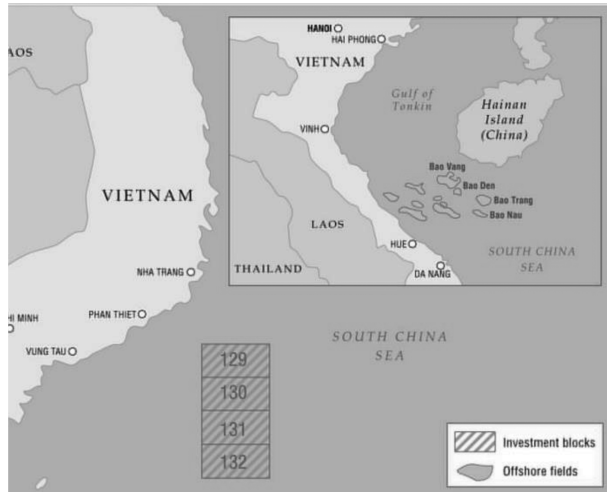 AOS
VIETNAM
NHA TRANG
PHAN THIET
HI MINH
VUNG TAU
129
130
131
132
SOUTH CHINA
SEA
HANOI
HAI PHONG
VIETNAM
Gulf of
Tonkin
Hainan
Island
(China)
VINH
Bao Vang
Bao Den
Bao Trang
Bao Nau
LAOS
HUE
SOUTH CHINA
SEA
THAILAND
DA NANG
Investment blocks
Offshore fields